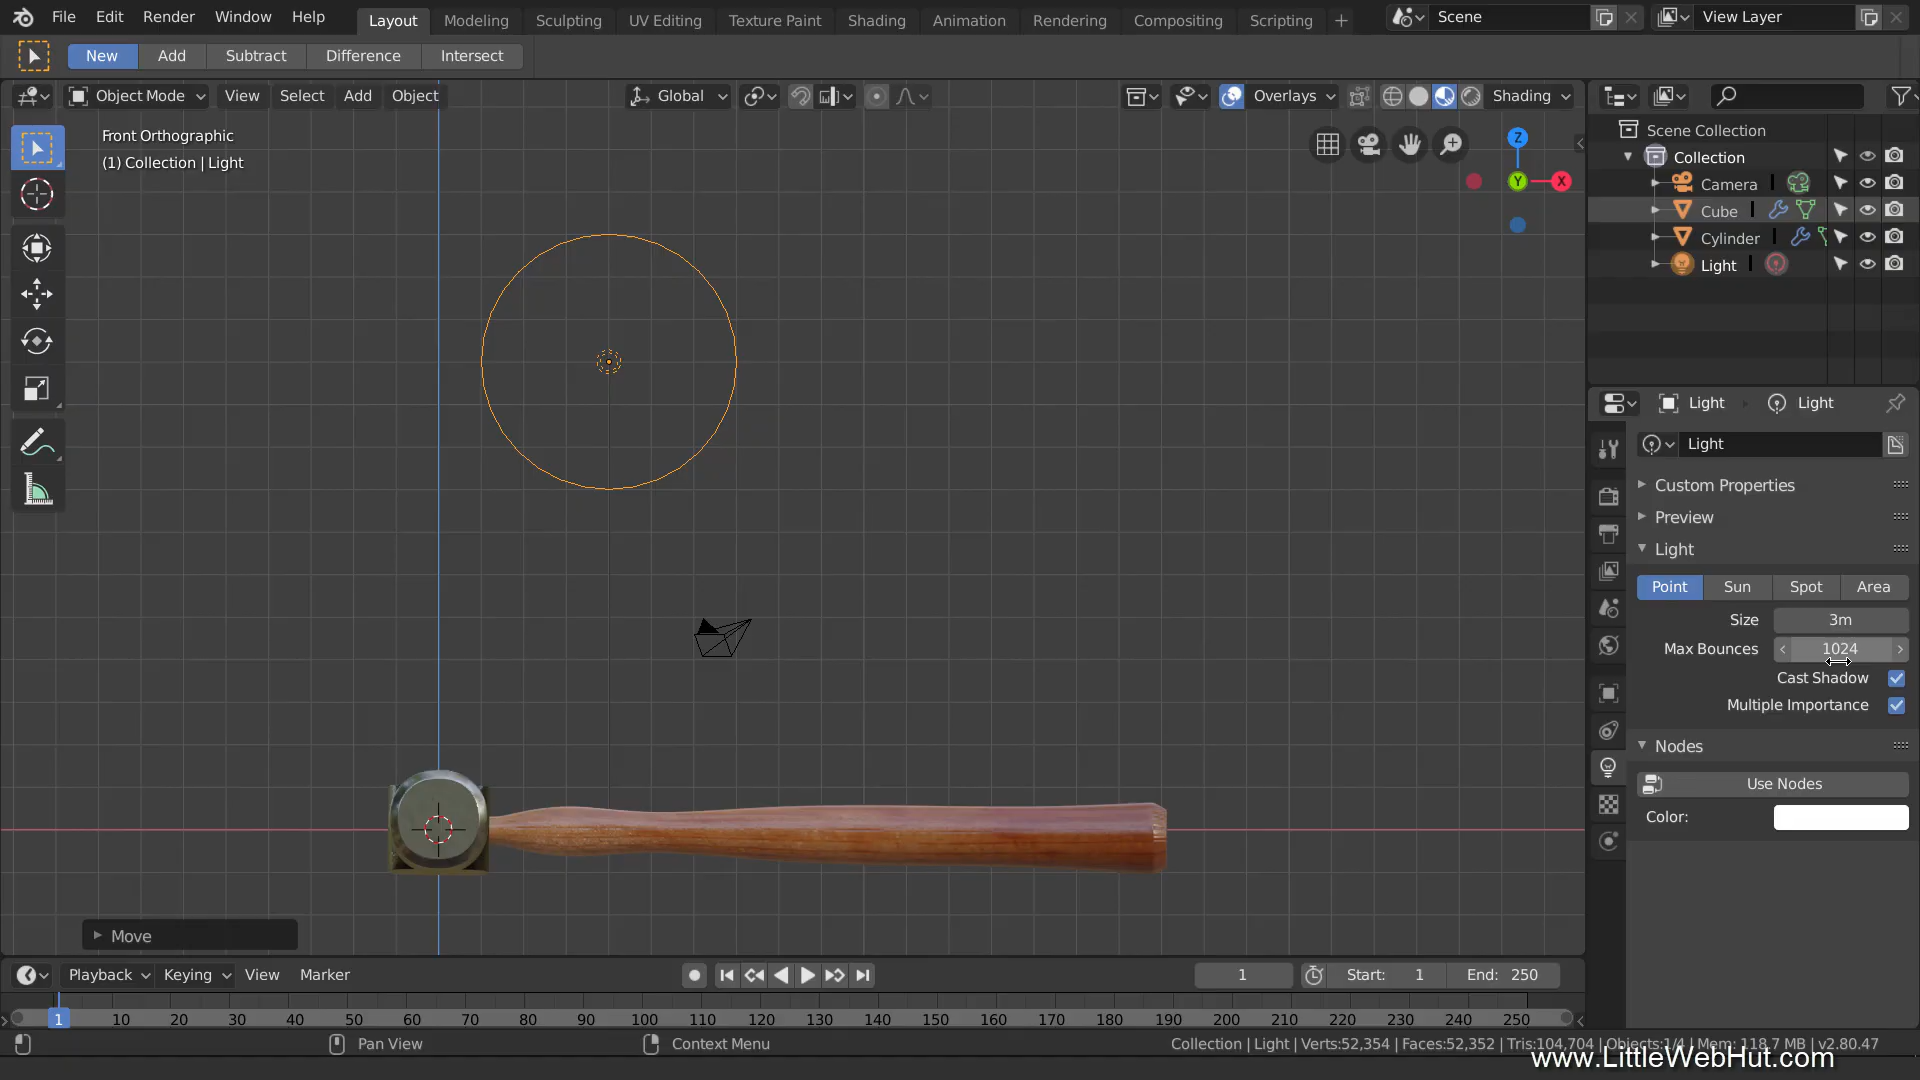 File Edit Render Window Help Layout Modeling Sculpting UV Editing Texture Paint Shading Animation Rendering Compositing Scripting + Scene View Layer
New Add Subtract Difference Intersect
Object Mode View Select Add Object Global Overlays Shading
Front Orthographic
(1) Collection | Light
Z
Y
X
Scene Collection
Collection
Camera
Cube
Cylinder
Light
Light Light
Light
Custom Properties
Preview
Light
Point Sun Spot Area
Size 3m
Max Bounces 1024
Cast Shadow
Multiple Importance
Nodes
Use Nodes
Color:
Move
Playback Keying View Marker 1 Start: 1 End: 250
1 10 20 30 40 50 60 70 80 90 100 110 120 130 140 150 160 170 180 190 200 210 220 230 240 250
Pan View Context Menu Collection | Light | Verts:52,354 | Faces:52,352 | Tris:104,704 | Objects:1/4 | Mem: 118.7 MB | v2.80.47
www.LittleWebHut.com